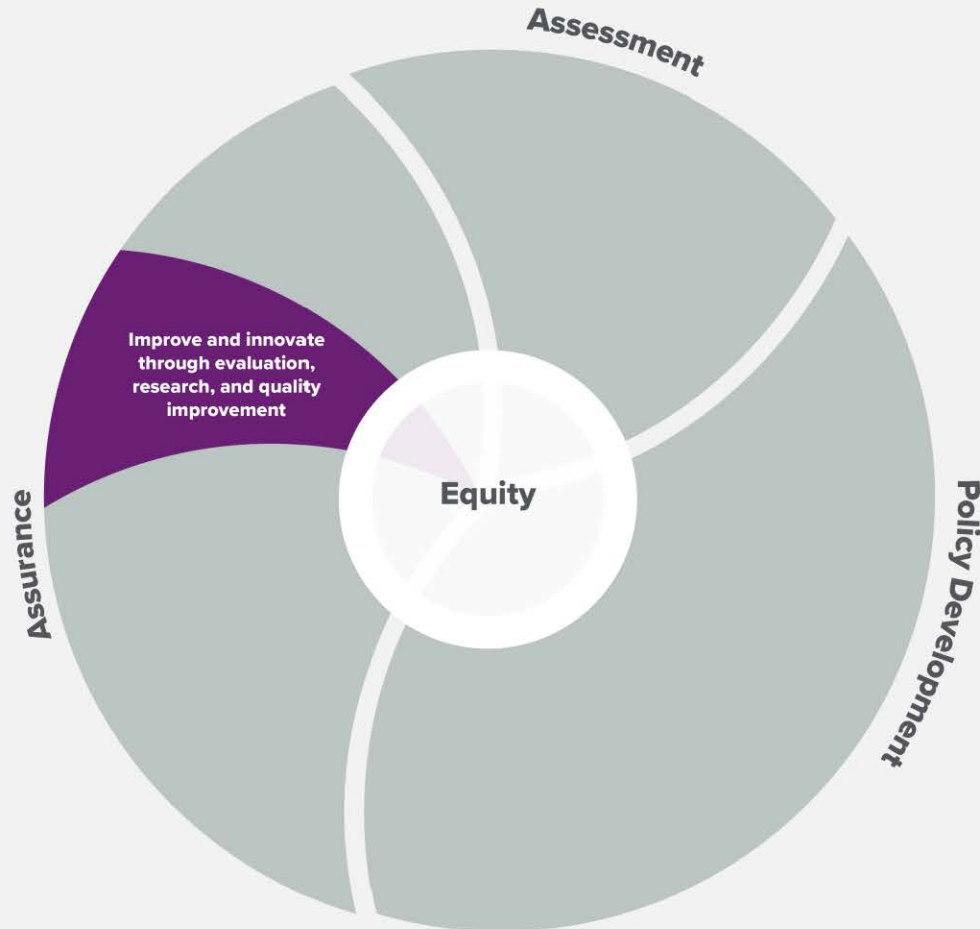 Assessment
Improve and innovate
through evaluation,
research, and quality
improvement
Equity
Assurance
Policy Development